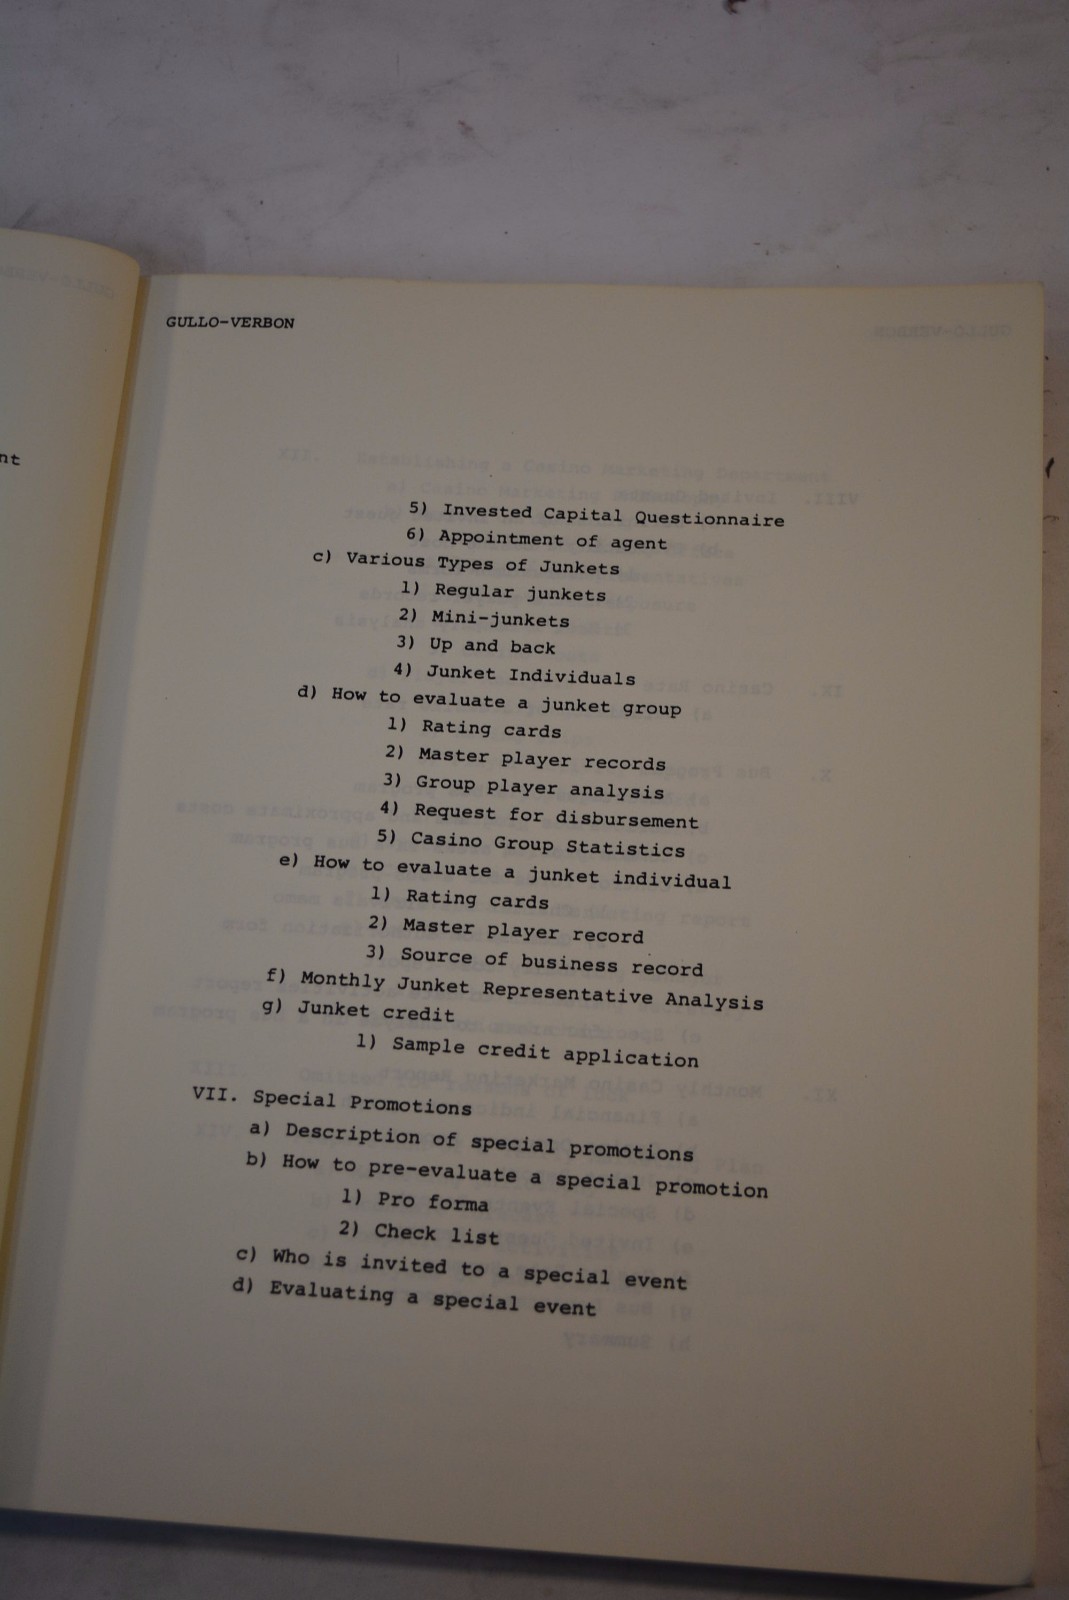 GULLO-VERBON
nt
5) Invested Capital Questionnaire
6) Appointment of agent
c) Various Types of Junkets
1) Regular junkets
2) Mini-junkets
3) Up and back
4) Junket Individuals
d) How to evaluate a junket group
1) Rating cards
2) Master player records
3) Group player analysis
4) Request for disbursement
5) Casino Group Statistics
e) How to evaluate a junket individual
1) Rating cards
2) Master player record
3) Source of business record
f) Monthly Junket Representative Analysis
g) Junket credit
1) Sample credit application
VII. Special Promotions
a) Description of special promotions
b) How to pre-evaluate a special promotion
1) Pro forma
2) Check list
c) Who is invited to a special event
d) Evaluating a special event